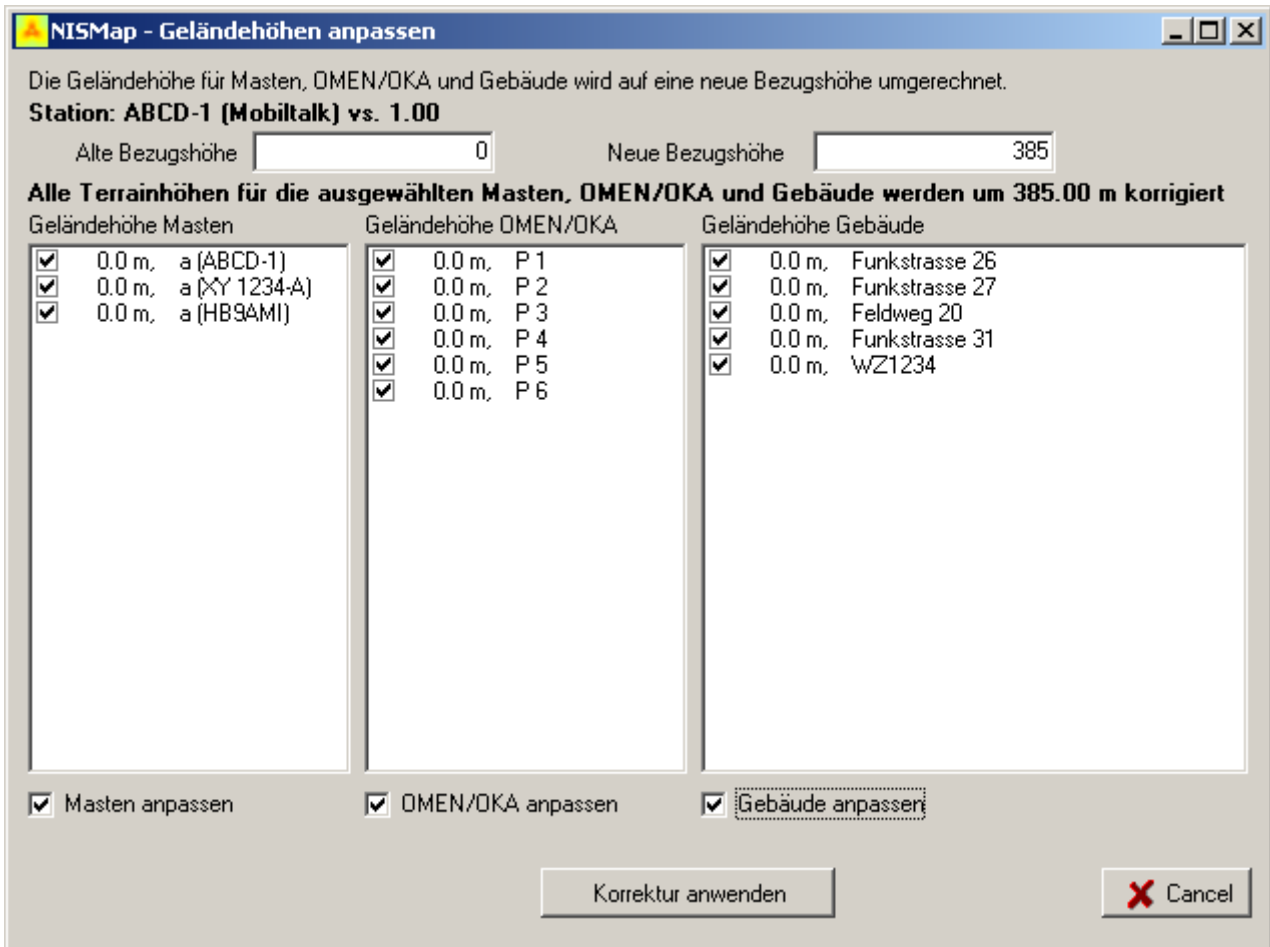 NISMap - Geländehöhen anpassen
Die Geländehöhe für Masten, OMEN/OKA und Gebäude wird auf eine neue Bezugshöhe umgerechnet.
Station: ABCD-1 (Mobiltalk) vs. 1.00
Alte Bezugshöhe 0 Neue Bezugshöhe 385
Alle Terrainhöhen für die ausgewählten Masten, OMEN/OKA und Gebäude werden um 385.00 m korrigiert
Geländehöhe Masten
0.0 m, a (ABCD-1)
0.0 m, a (XY 1234-A)
0.0 m, a (HB9AMI)
Geländehöhe OMEN/OKA
0.0 m, P 1
0.0 m, P 2
0.0 m, P 3
0.0 m, P 4
0.0 m, P 5
0.0 m, P 6
Geländehöhe Gebäude
0.0 m, Funkstrasse 26
0.0 m, Funkstrasse 27
0.0 m, Feldweg 20
0.0 m, Funkstrasse 31
0.0 m, WZ1234
Masten anpassen OMEN/OKA anpassen Gebäude anpassen
Korrektur anwenden Cancel